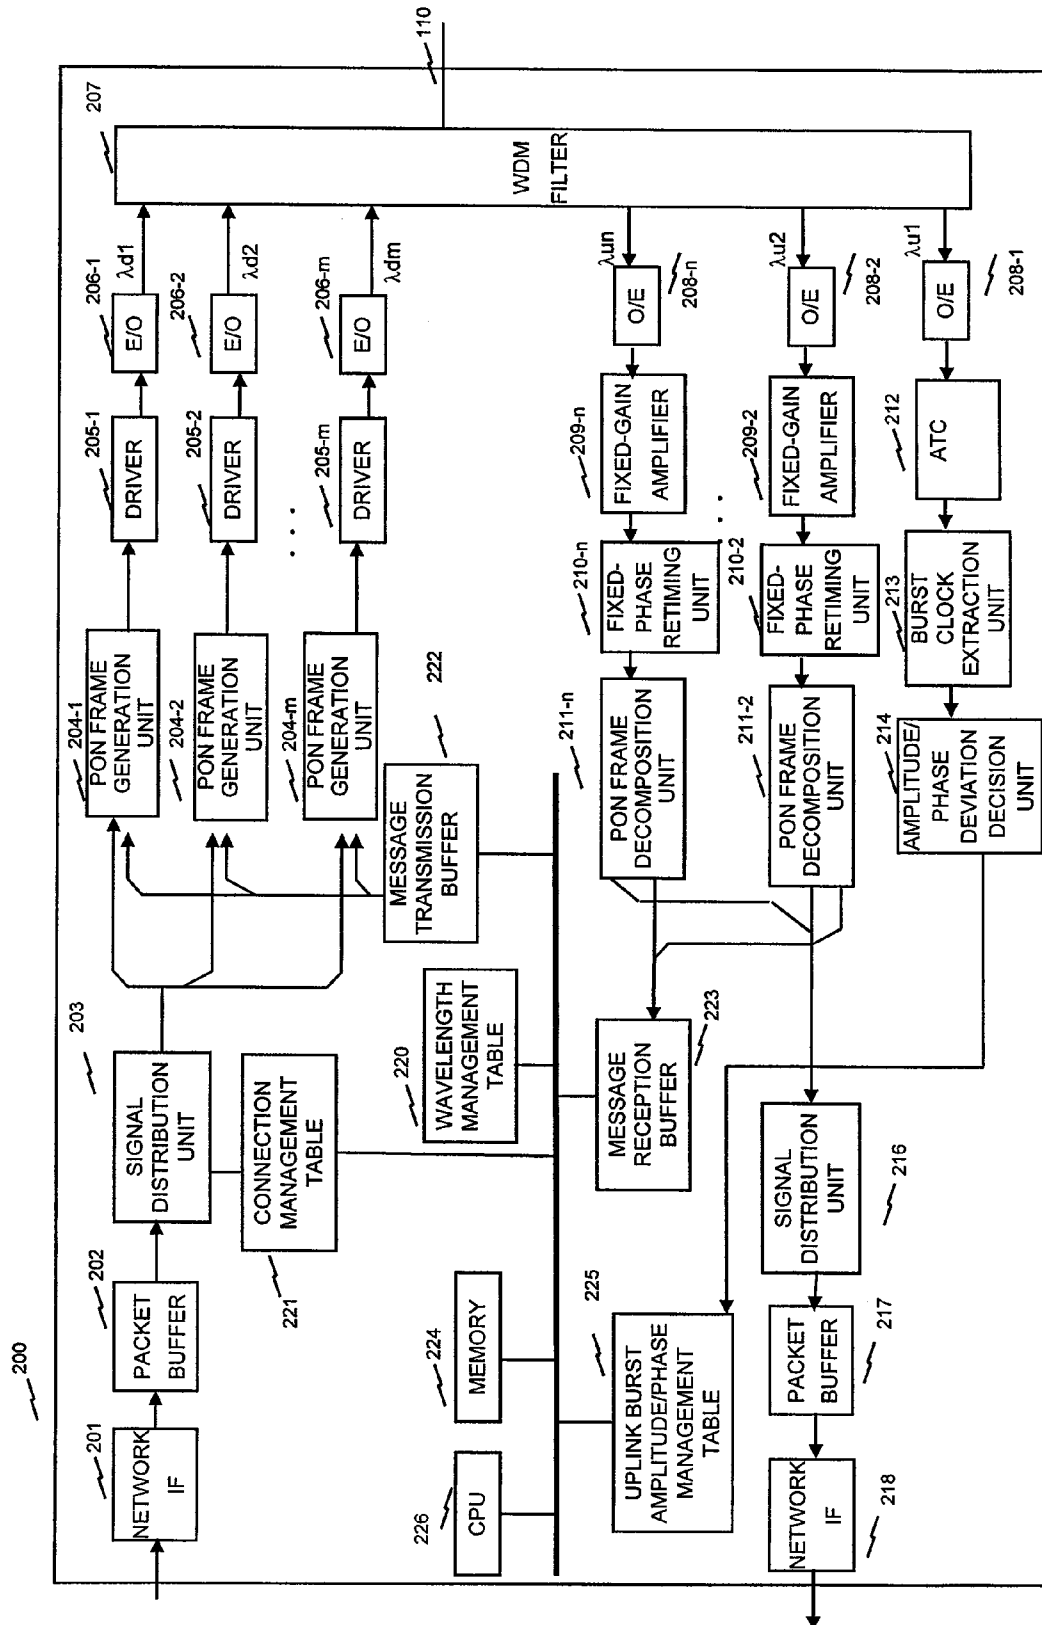 200
201
NETWORK
IF
202
PACKET
BUFFER
203
SIGNAL
DISTRIBUTION
UNIT
221
CONNECTION
MANAGEMENT
TABLE
204-1
PON FRAME
GENERATION
UNIT
204-2
PON FRAME
GENERATION
UNIT
204-m
PON FRAME
GENERATION
UNIT
205-1
DRIVER
205-2
DRIVER
205-m
DRIVER
. . .
206-1
E/O
λd1
206-2
E/O
λd2
206-m
E/O
λdm
207
WDM
FILTER
110
222
MESSAGE
TRANSMISSION
BUFFER
220
WAVELENGTH
MANAGEMENT
TABLE
224
MEMORY
226
CPU
225
UPLINK BURST
AMPLITUDE/PHASE
MANAGEMENT
TABLE
223
MESSAGE
RECEPTION
BUFFER
211-n
PON FRAME
DECOMPOSITION
UNIT
210-n
FIXED-
PHASE
RETIMING
UNIT
209-n
FIXED-GAIN
AMPLIFIER
O/E
208-n
λun
. . .
211-2
PON FRAME
DECOMPOSITION
UNIT
210-2
FIXED-
PHASE
RETIMING
UNIT
209-2
FIXED-GAIN
AMPLIFIER
O/E
208-2
λu2
214
AMPLITUDE/
PHASE
DEVIATION
DECISION
UNIT
213
BURST
CLOCK
EXTRACTION
UNIT
212
ATC
O/E
208-1
λu1
SIGNAL
DISTRIBUTION
UNIT
216
PACKET
BUFFER
217
NETWORK
IF
218